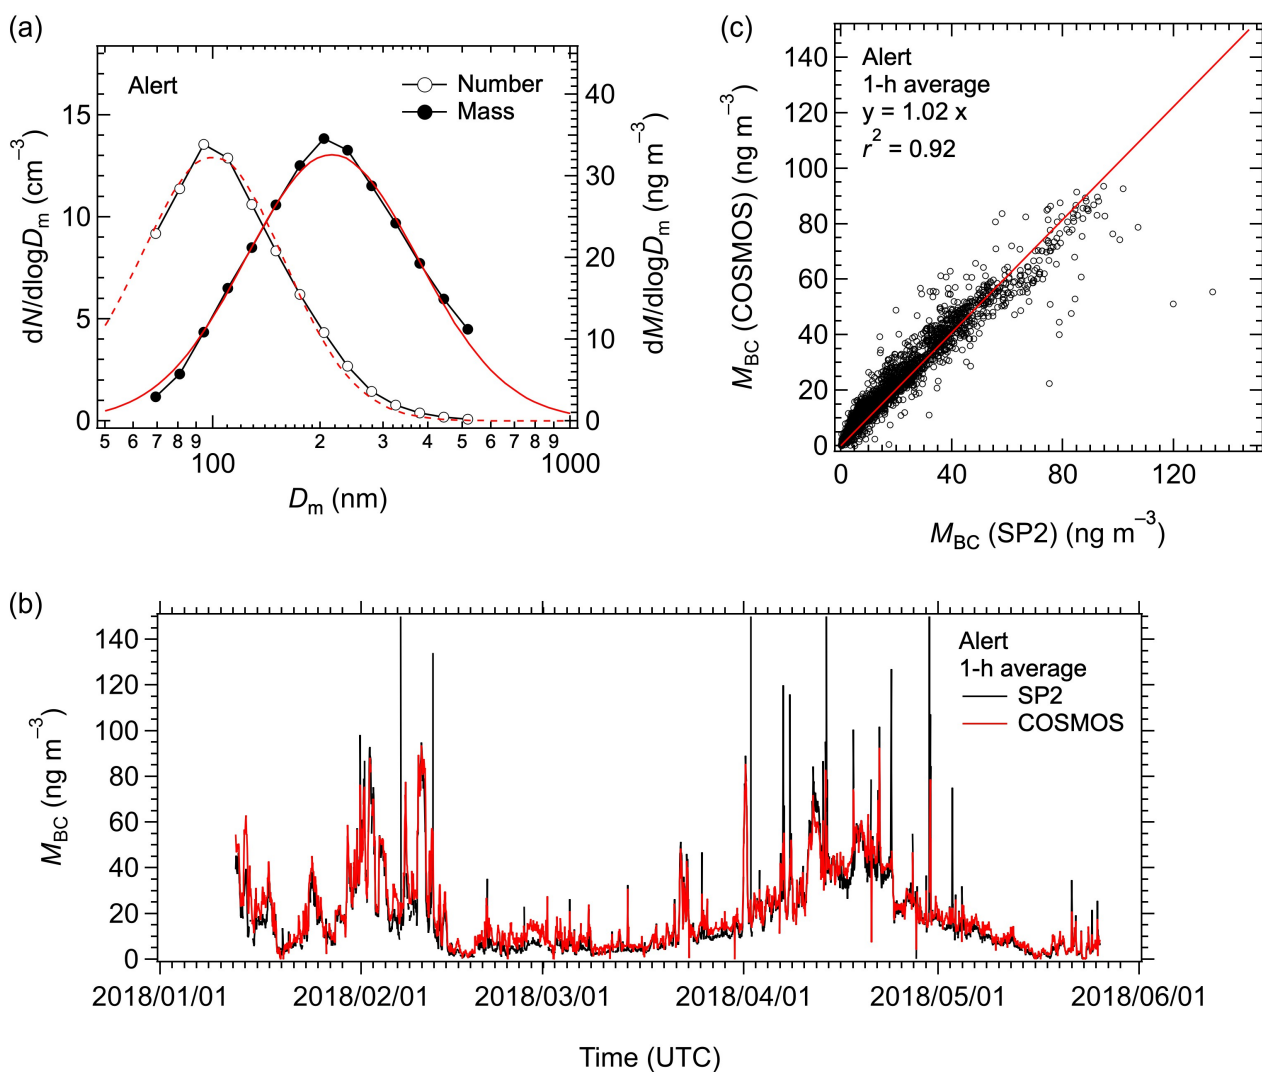 (a)
Alert
Number
Mass
dN/dlogDm (cm−3)
15
10
5
0
dM/dlogDm (ng m−3)
40
30
20
10
0
5 6 7 8 9 2 3 4 5 6 7 8 9
100 1000
Dm (nm)
(c)
Alert
1-h average
y = 1.02 x
r2 = 0.92
MBC (COSMOS) (ng m−3)
140
120
100
80
60
40
20
0
0 40 80 120
MBC (SP2) (ng m−3)
(b)
Alert
1-h average
SP2
COSMOS
MBC (ng m−3)
140
120
100
80
60
40
20
0
2018/01/01 2018/02/01 2018/03/01 2018/04/01 2018/05/01 2018/06/01
Time (UTC)